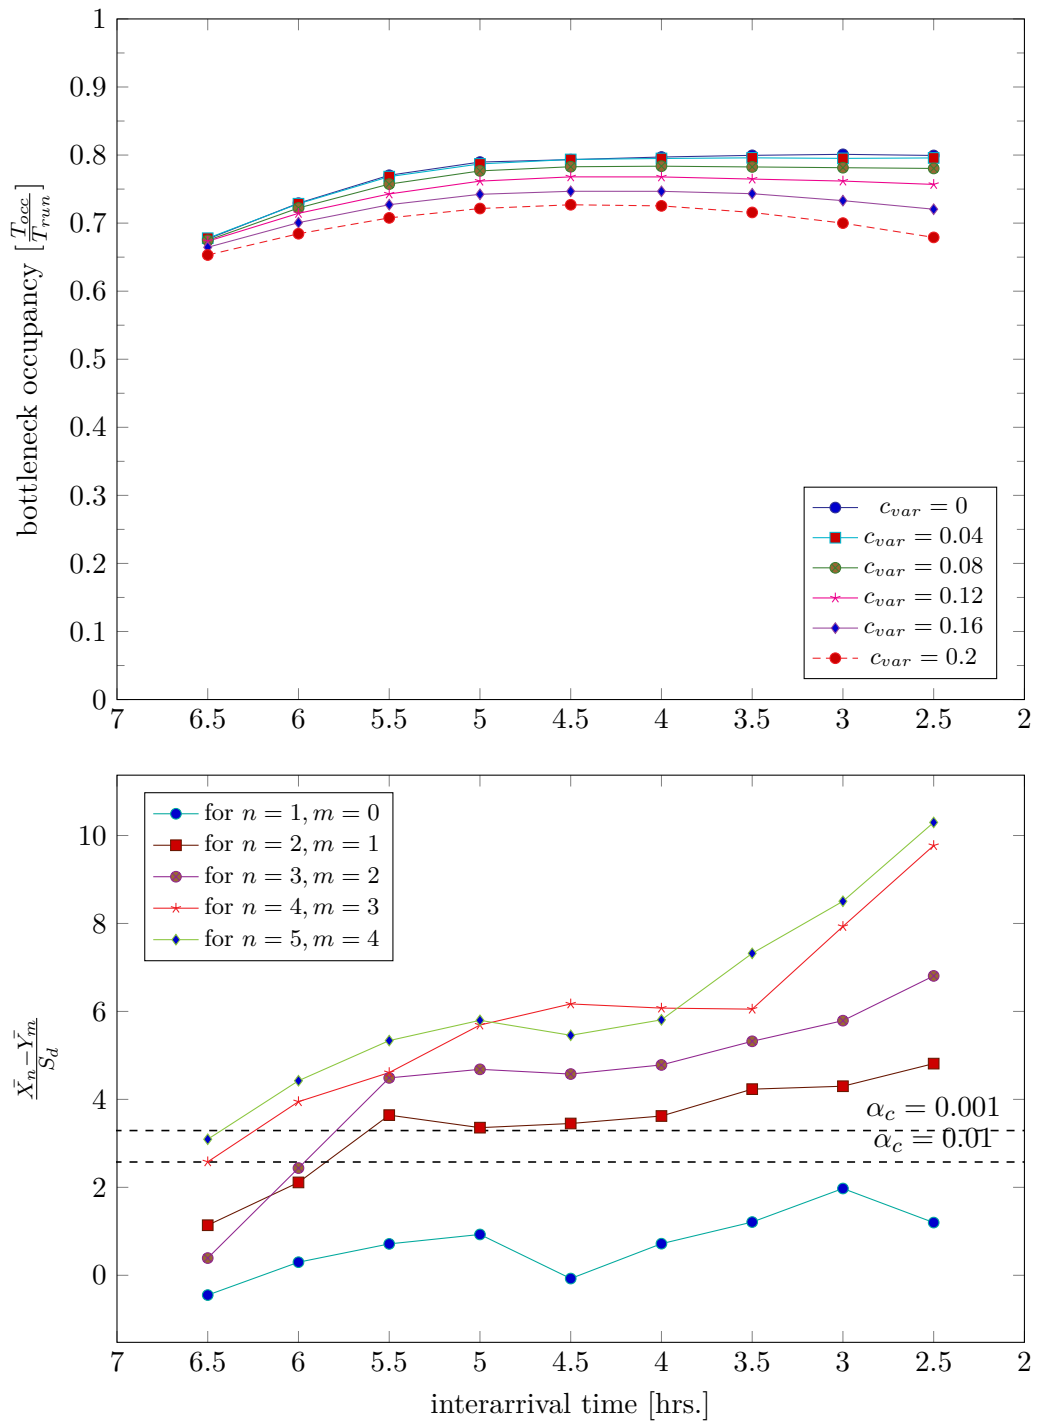 1
0.9
0.8
0.7
0.6
0.5
0.4
0.3
0.2
0.1
0
bottleneck occupancy [T_occ/T_run]
c_var = 0
c_var = 0.04
c_var = 0.08
c_var = 0.12
c_var = 0.16
c_var = 0.2
7 6.5 6 5.5 5 4.5 4 3.5 3 2.5 2
for n = 1, m = 0
for n = 2, m = 1
for n = 3, m = 2
for n = 4, m = 3
for n = 5, m = 4
10
8
6
4
2
0
X̄_n−Ȳ_m/S_d
α_c = 0.001
α_c = 0.01
7 6.5 6 5.5 5 4.5 4 3.5 3 2.5 2
interarrival time [hrs.]